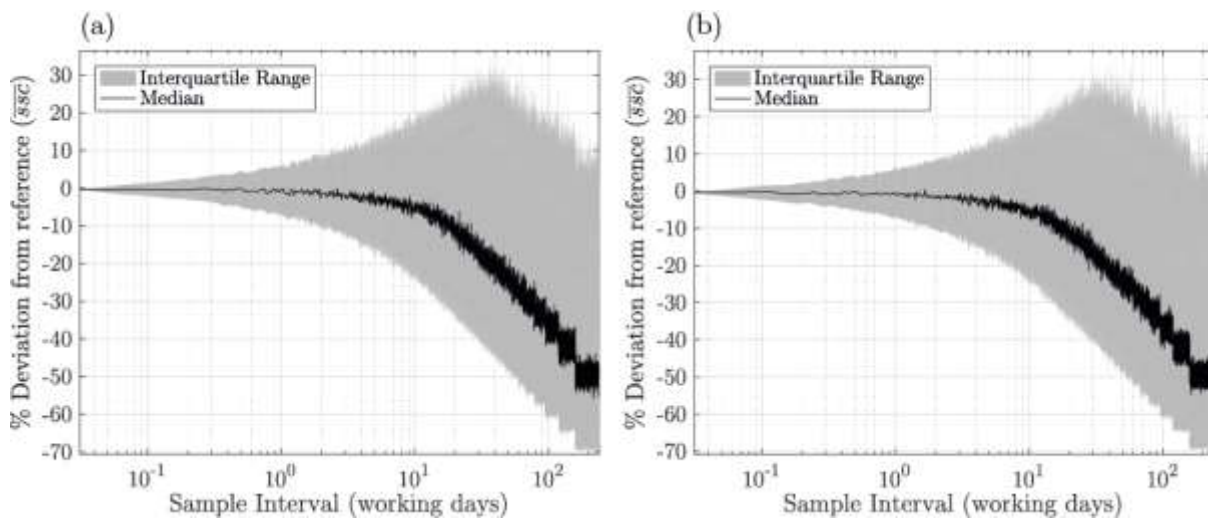 (a)
% Deviation from reference (s̅s̅c̅)
30
20
10
0
-10
-20
-30
-40
-50
-60
-70
Interquartile Range
Median
10⁻¹ 10⁰ 10¹ 10²
Sample Interval (working days)
(b)
% Deviation from reference (s̅s̅c̅)
30
20
10
0
-10
-20
-30
-40
-50
-60
-70
Interquartile Range
Median
10⁻¹ 10⁰ 10¹ 10²
Sample Interval (working days)